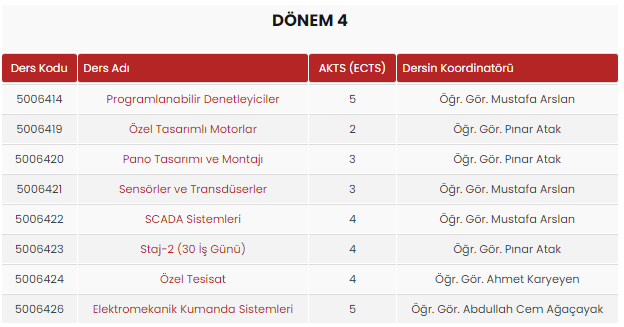 DÖNEM 4
Ders Kodu Ders Adı AKTS (ECTS) Dersin Koordinatörü
5006414 Programlanabilir Denetleyiciler 5 Öğr. Gör. Mustafa Arslan
5006419 Özel Tasarımlı Motorlar 2 Öğr. Gör. Pınar Atak
5006420 Pano Tasarımı ve Montajı 3 Öğr. Gör. Pınar Atak
5006421 Sensörler ve Transdüserler 3 Öğr. Gör. Mustafa Arslan
5006422 SCADA Sistemleri 4 Öğr. Gör. Mustafa Arslan
5006423 Staj-2 (30 İş Günü) 4 Öğr. Gör. Pınar Atak
5006424 Özel Tesisat 4 Öğr. Gör. Ahmet Karyeyen
5006426 Elektromekanik Kumanda Sistemleri 5 Öğr. Gör. Abdullah Cem Ağaçayak